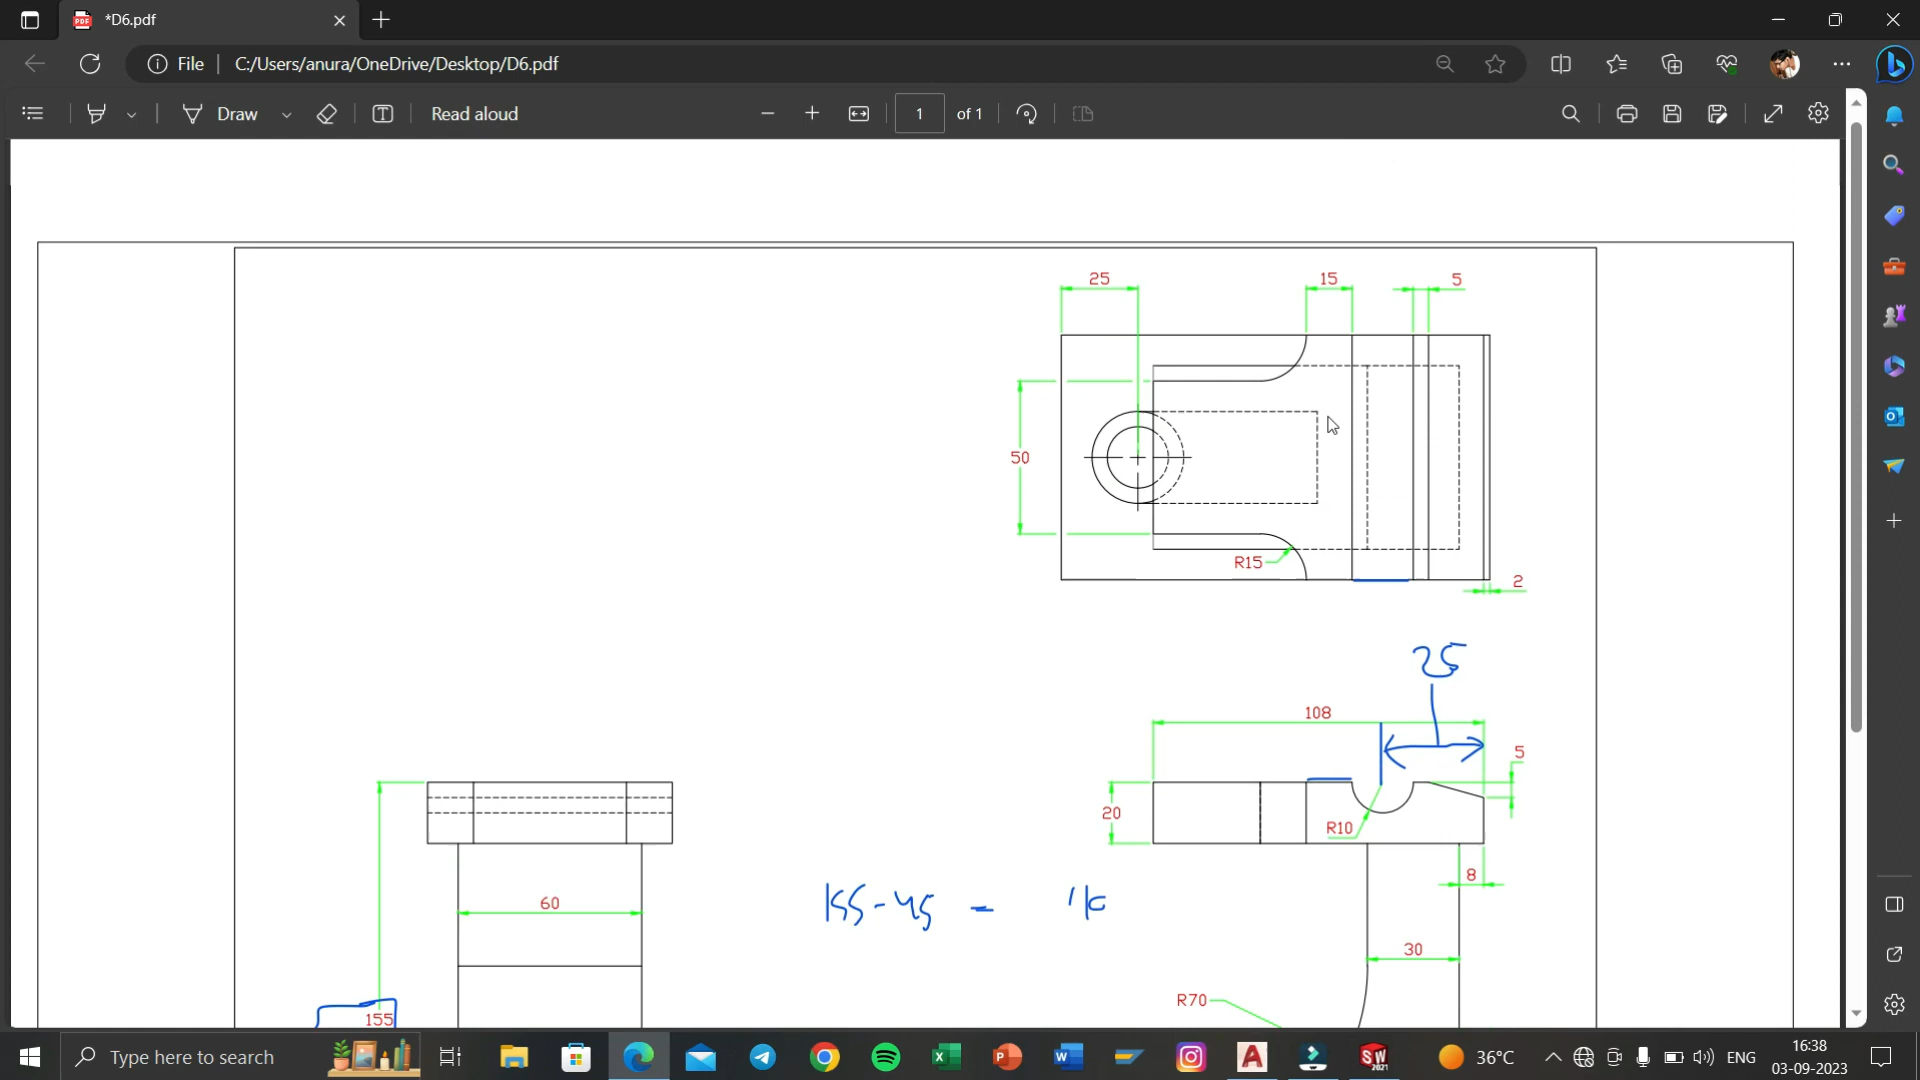 *D6.pdf
File C:/Users/anura/OneDrive/Desktop/D6.pdf
Draw Read aloud 1 of 1
25 15 5
50
R15
2
25
108
5
20
R10
8
60
155-45 =
30
R70
155
Type here to search
36°C ENG 16:38
03-09-2023